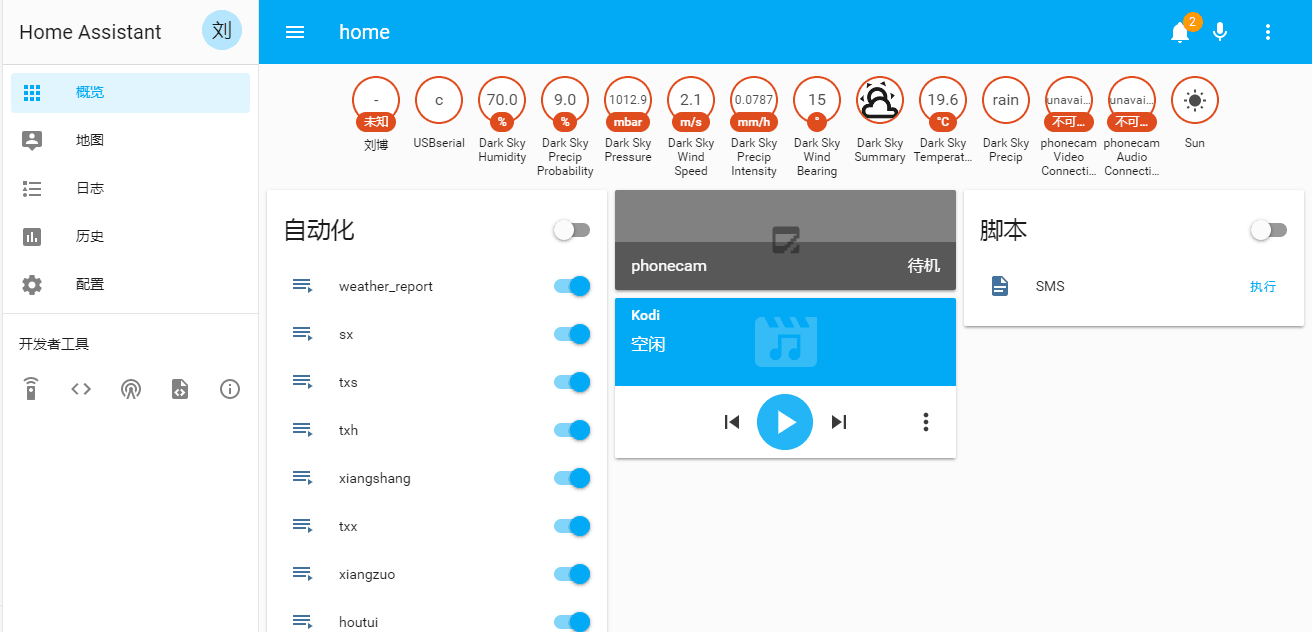 Home Assistant
刘
home
2
概览
地图
日志
历史
配置
开发者工具
-
未知
刘博
c
USBserial
70.0
%
Dark Sky
Humidity
9.0
%
Dark Sky
Precip
Probability
1012.9
mbar
Dark Sky
Pressure
2.1
m/s
Dark Sky
Wind
Speed
0.0787
mm/h
Dark Sky
Precip
Intensity
15
°
Dark Sky
Wind
Bearing
Dark Sky
Summary
19.6
°C
Dark Sky
Temperat...
rain
Dark Sky
Precip
unavai...
不可...
phonecam
Video
Connecti...
unavai...
不可...
phonecam
Audio
Connecti...
Sun
自动化
weather_report
sx
txs
txh
xiangshang
txx
xiangzuo
houtui
phonecam
待机
Kodi
空闲
脚本
SMS
执行